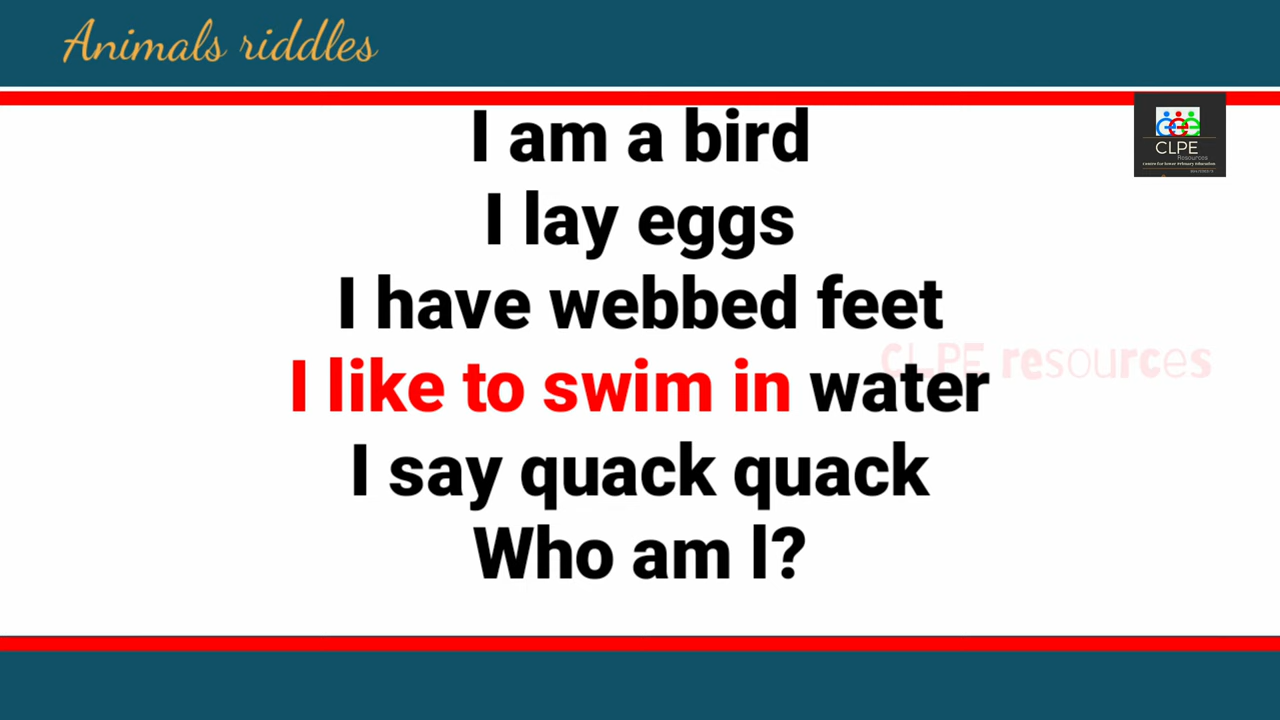 Animals riddles
I am a bird
CLPE
Resources
I lay eggs
I have webbed feet
CLPE resources
I like to swim in water
I say quack quack
Who am I?